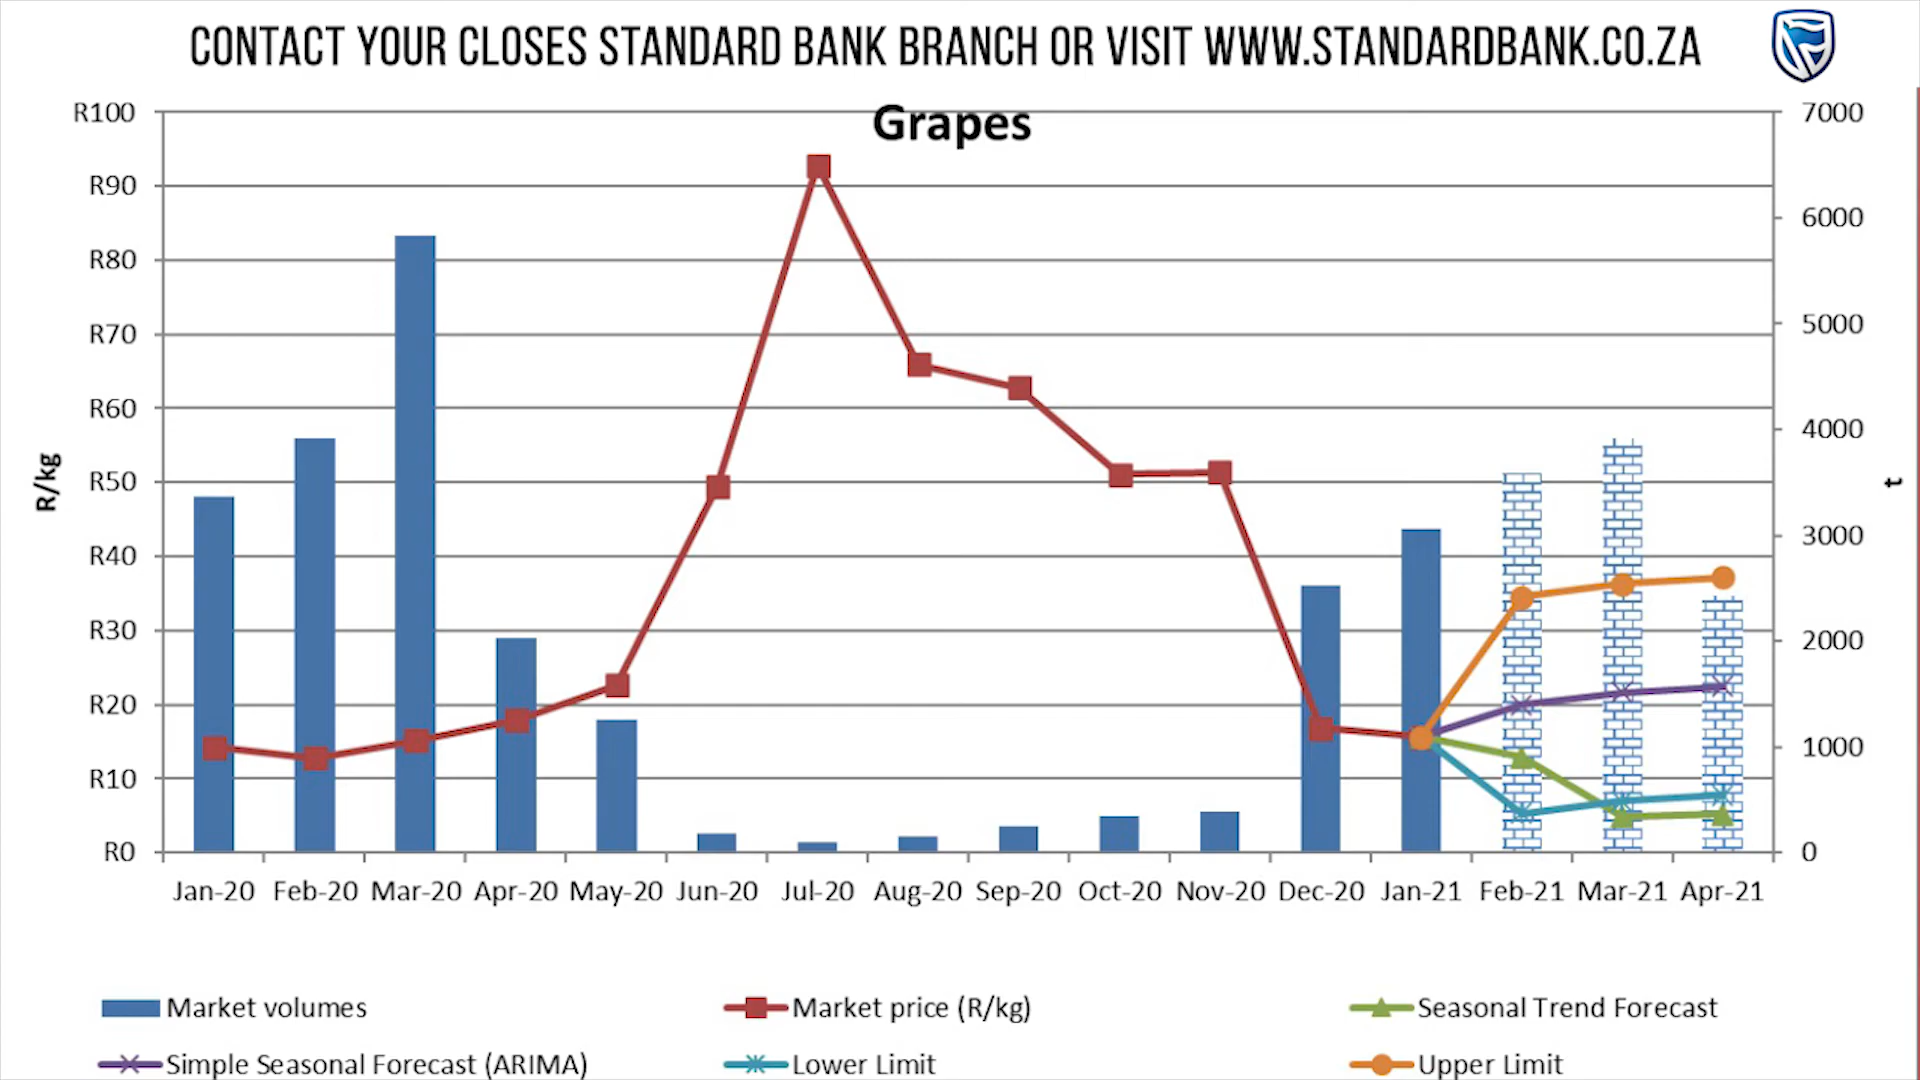 CONTACT YOUR CLOSES STANDARD BANK BRANCH OR VISIT WWW.STANDARDBANK.CO.ZA
Grapes
R100
R90
R80
R70
R60
R50
R40
R30
R20
R10
R0
R/kg
7000
6000
5000
4000
3000
2000
1000
0
t
Jan-20 Feb-20 Mar-20 Apr-20 May-20 Jun-20 Jul-20 Aug-20 Sep-20 Oct-20 Nov-20 Dec-20 Jan-21 Feb-21 Mar-21 Apr-21
Market volumes Market price (R/kg) Seasonal Trend Forecast
Simple Seasonal Forecast (ARIMA) Lower Limit Upper Limit